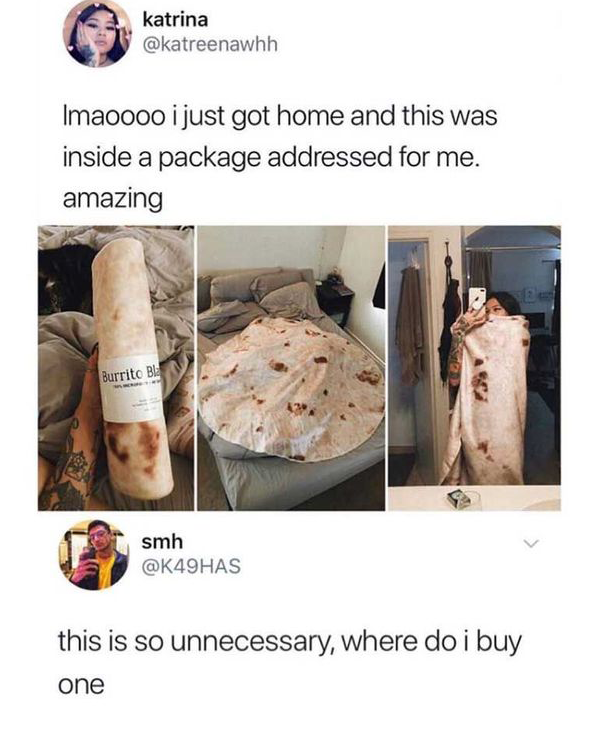 katrina
@katreenawhh
lmaoooo i just got home and this was
inside a package addressed for me.
amazing
Burrito Bla
smh
@K49HAS
this is so unnecessary, where do i buy
one